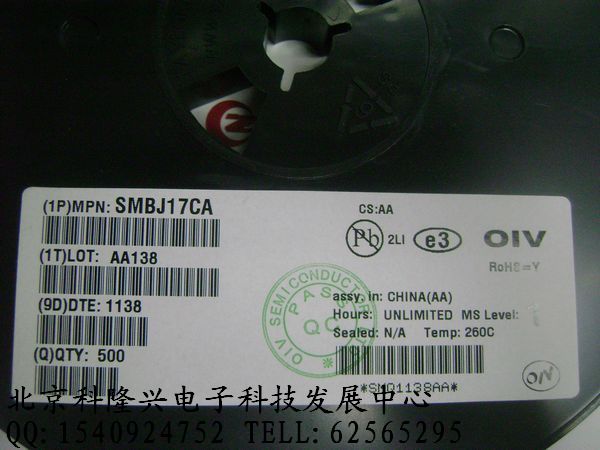 (1P)MPN: SMBJ17CA
(1T)LOT: AA138
(9D)DTE: 1138
(Q)QTY: 500
CS:AA
Pb 2LI e3 OIV
RoHS=Y
assy. in: CHINA(AA)
Hours: UNLIMITED MS Level: 1
Sealed: N/A Temp: 260C
*SMQ1138AA*
OIV SEMICONDUCTOR
PASS
QC
北京科隆兴电子科技发展中心
QQ:1540924752 TELL:62565295